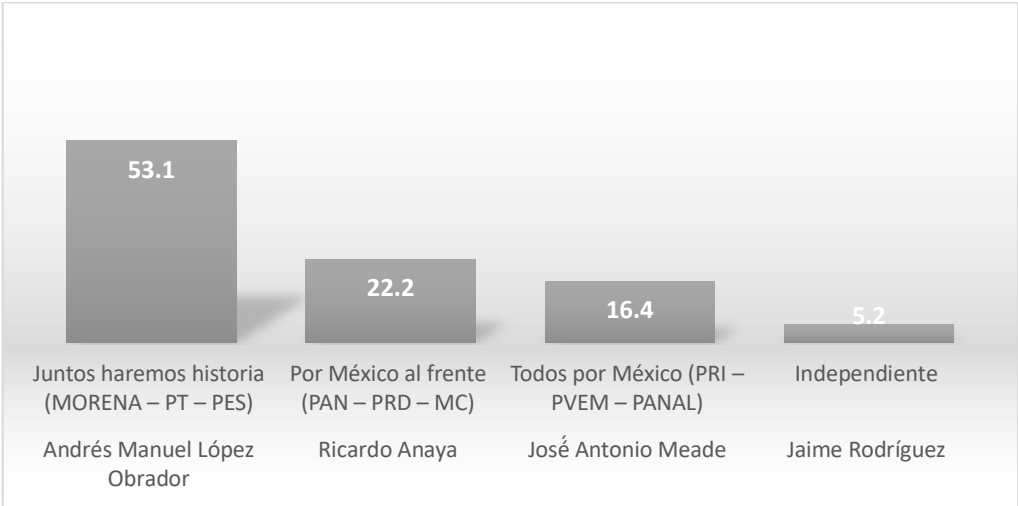 53.1
22.2
16.4
5.2
Juntos haremos historia
(MORENA – PT – PES)
Por México al frente
(PAN – PRD – MC)
Todos por México (PRI –
PVEM – PANAL)
Independiente
Andrés Manuel López
Obrador
Ricardo Anaya
José Antonio Meade
Jaime Rodríguez